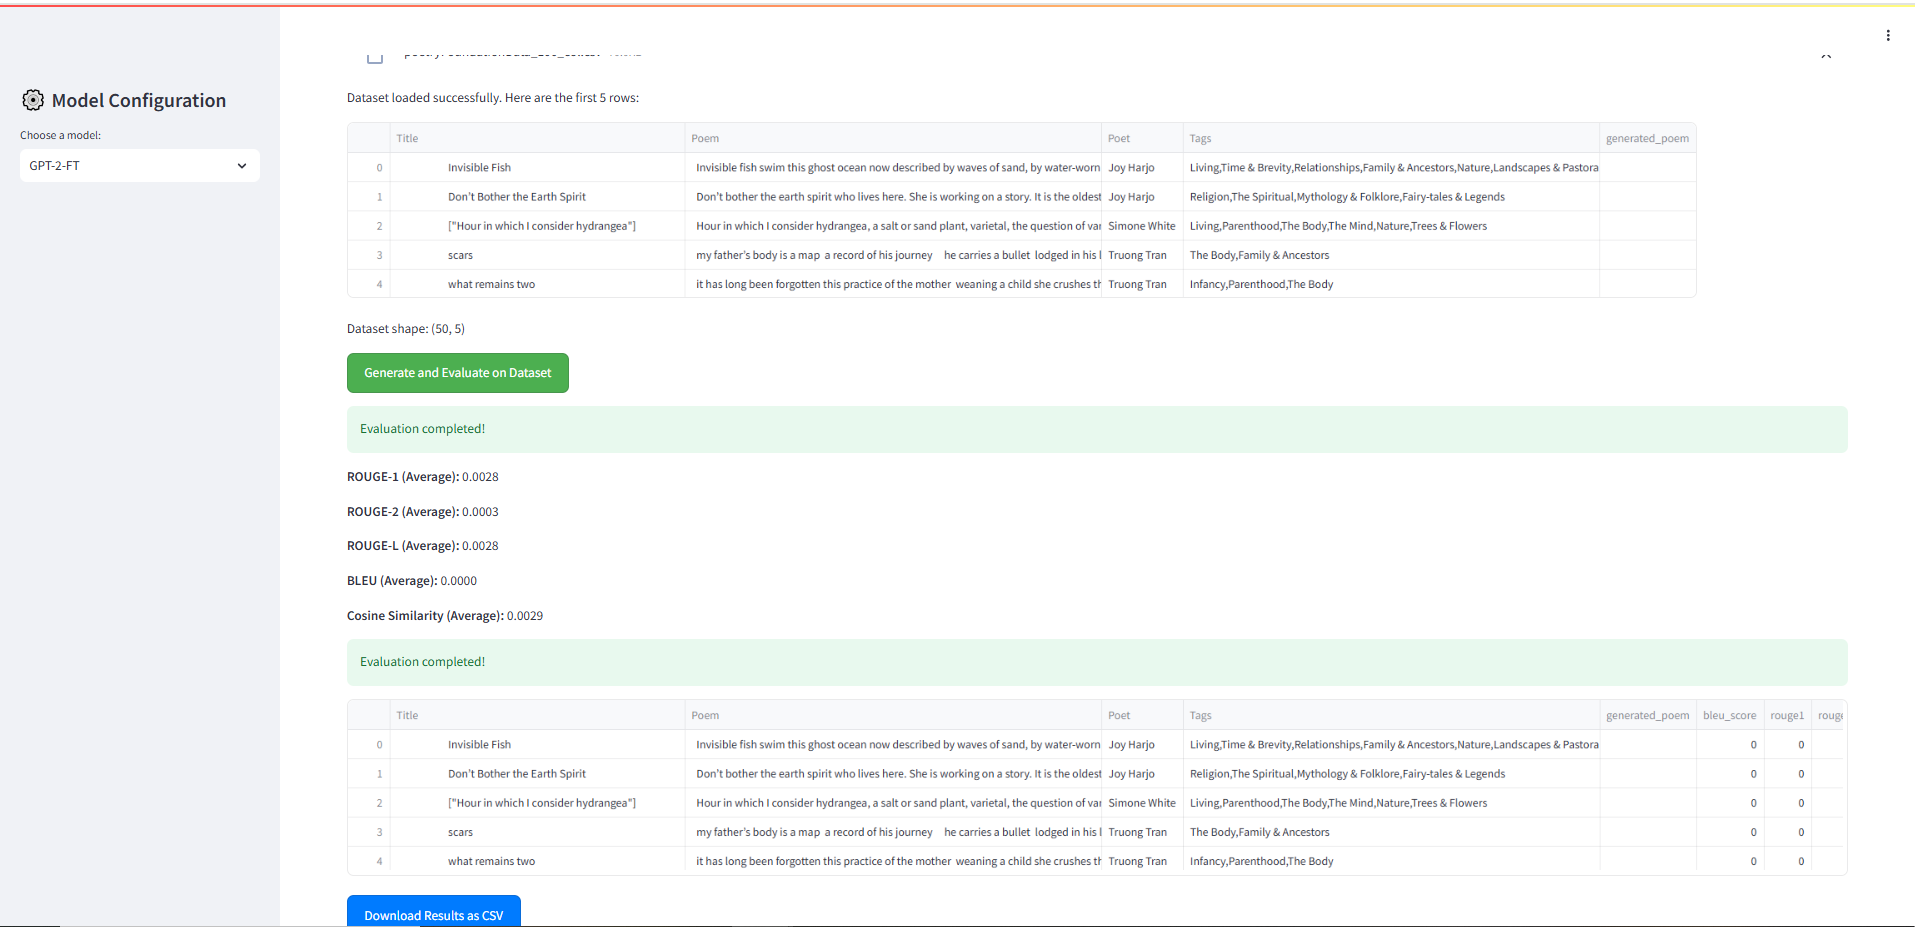 Model Configuration
Choose a model:
GPT-2-FT
Dataset loaded successfully. Here are the first 5 rows:
Title Poem Poet Tags generated_poem
0 Invisible Fish Invisible fish swim this ghost ocean now described by waves of sand, by water-worn Joy Harjo Living,Time & Brevity,Relationships,Family & Ancestors,Nature,Landscapes & Pastora
1 Don't Bother the Earth Spirit Don't bother the earth spirit who lives here. She is working on a story. It is the oldest Joy Harjo Religion,The Spiritual,Mythology & Folklore,Fairy-tales & Legends
2 ["Hour in which I consider hydrangea"] Hour in which I consider hydrangea, a salt or sand plant, varietal, the question of var Simone White Living,Parenthood,The Body,The Mind,Nature,Trees & Flowers
3 scars my father's body is a map a record of his journey he carries a bullet lodged in his l Truong Tran The Body,Family & Ancestors
4 what remains two it has long been forgotten this practice of the mother weaning a child she crushes th Truong Tran Infancy,Parenthood,The Body
Dataset shape: (50, 5)
Generate and Evaluate on Dataset
Evaluation completed!
ROUGE-1 (Average): 0.0028
ROUGE-2 (Average): 0.0003
ROUGE-L (Average): 0.0028
BLEU (Average): 0.0000
Cosine Similarity (Average): 0.0029
Evaluation completed!
Title Poem Poet Tags generated_poem bleu_score rouge1 rouge
0 Invisible Fish Invisible fish swim this ghost ocean now described by waves of sand, by water-worn Joy Harjo Living,Time & Brevity,Relationships,Family & Ancestors,Nature,Landscapes & Pastora 0 0
1 Don't Bother the Earth Spirit Don't bother the earth spirit who lives here. She is working on a story. It is the oldest Joy Harjo Religion,The Spiritual,Mythology & Folklore,Fairy-tales & Legends 0 0
2 ["Hour in which I consider hydrangea"] Hour in which I consider hydrangea, a salt or sand plant, varietal, the question of var Simone White Living,Parenthood,The Body,The Mind,Nature,Trees & Flowers 0 0
3 scars my father's body is a map a record of his journey he carries a bullet lodged in his l Truong Tran The Body,Family & Ancestors 0 0
4 what remains two it has long been forgotten this practice of the mother weaning a child she crushes th Truong Tran Infancy,Parenthood,The Body 0 0
Download Results as CSV